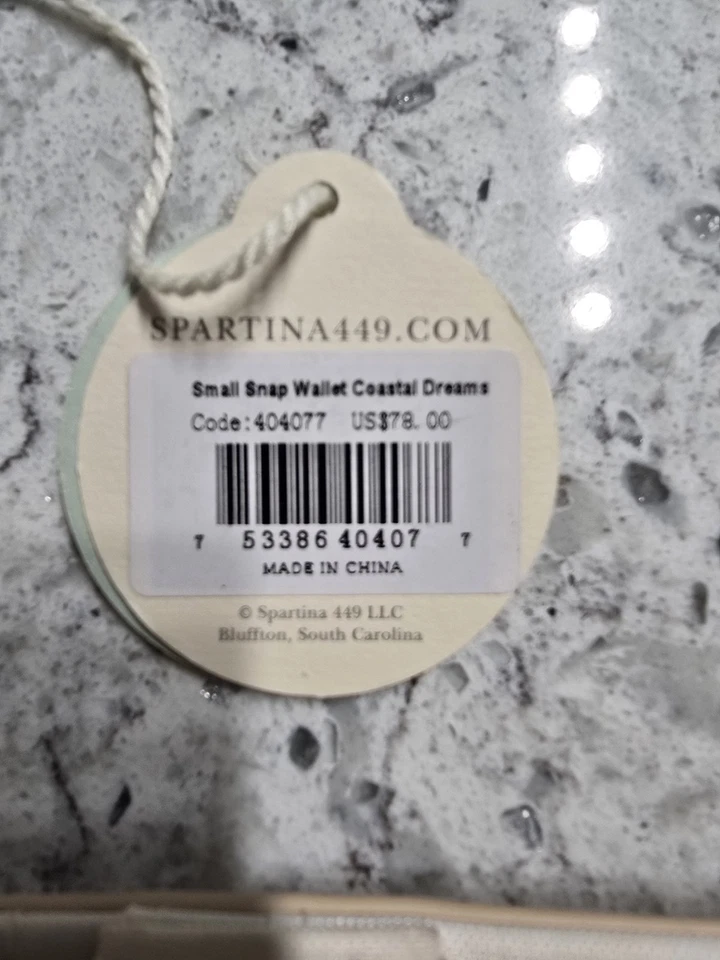 SPARTINA449.COM
Small Snap Wallet Coastal Dreams
Code:404077 US$78.00
7 53386 40407 7
MADE IN CHINA
© Spartina 449 LLC
Bluffton, South Carolina